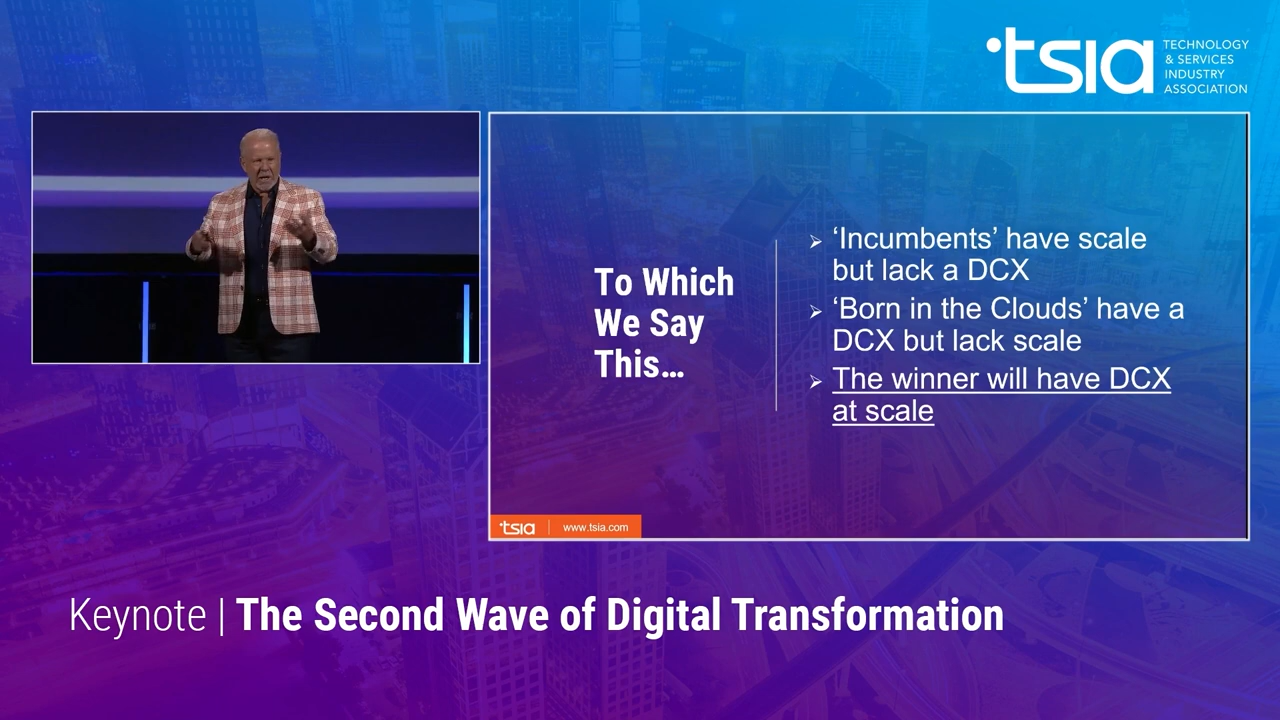 tsia
TECHNOLOGY
& SERVICES
INDUSTRY
ASSOCIATION
To Which
We Say
This…
➢ ‘Incumbents’ have scale
but lack a DCX
➢ ‘Born in the Clouds’ have a
DCX but lack scale
➢ The winner will have DCX
at scale
tsia | www.tsia.com
Keynote | The Second Wave of Digital Transformation